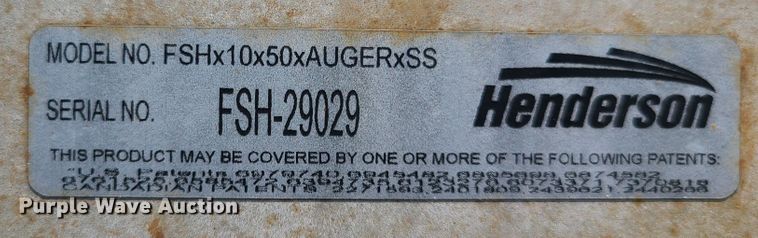 MODEL NO. FSHx10x50xAUGERxSS
SERIAL NO. FSH-29029
Henderson
THIS PRODUCT MAY BE COVERED BY ONE OR MORE OF THE FOLLOWING PATENTS:
Purple Wave Auction